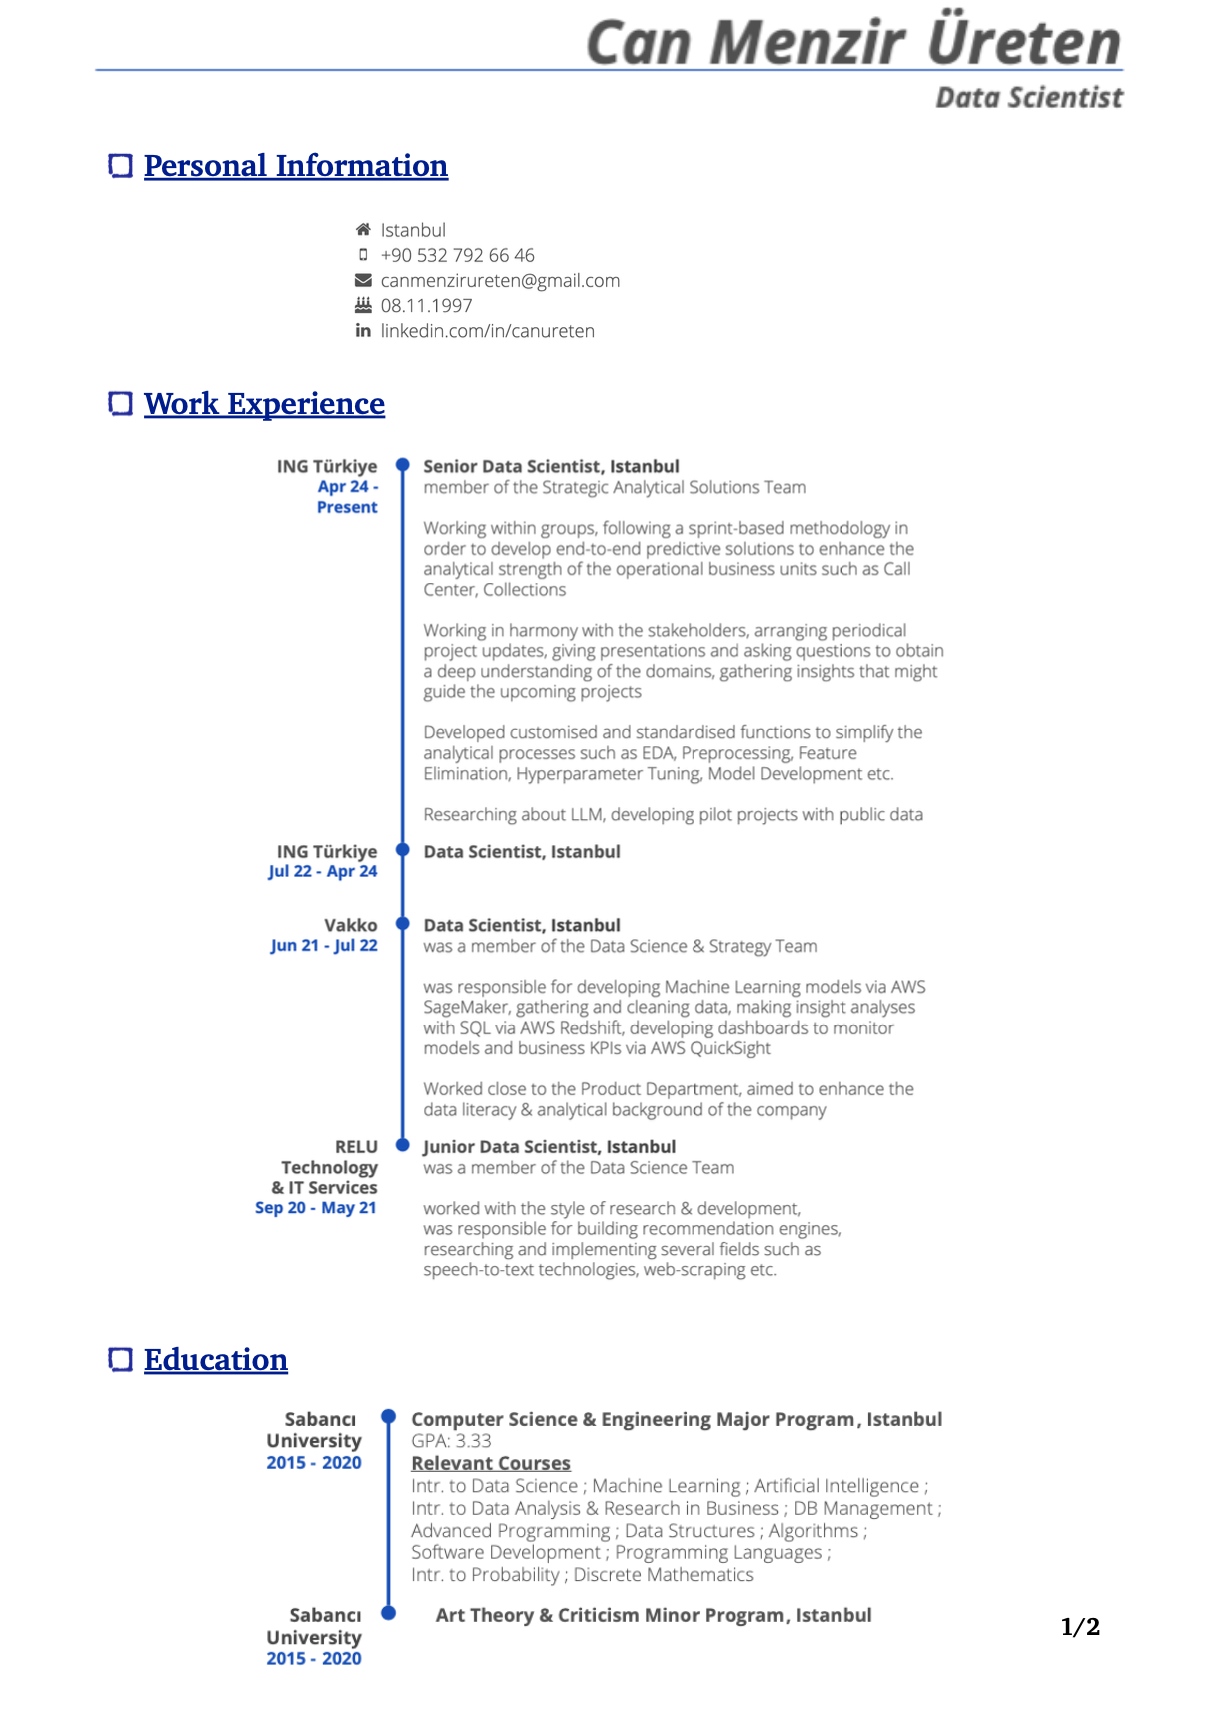 Can Menzir Üreten
Data Scientist
Personal Information
Istanbul
+90 532 792 66 46
canmenzirureten@gmail.com
08.11.1997
linkedin.com/in/canureten
Work Experience
ING Türkiye
Apr 24 -
Present
Senior Data Scientist, Istanbul
member of the Strategic Analytical Solutions Team
Working within groups, following a sprint-based methodology in
order to develop end-to-end predictive solutions to enhance the
analytical strength of the operational business units such as Call
Center, Collections
Working in harmony with the stakeholders, arranging periodical
project updates, giving presentations and asking questions to obtain
a deep understanding of the domains, gathering insights that might
guide the upcoming projects
Developed customised and standardised functions to simplify the
analytical processes such as EDA, Preprocessing, Feature
Elimination, Hyperparameter Tuning, Model Development etc.
Researching about LLM, developing pilot projects with public data
ING Türkiye
Jul 22 - Apr 24
Data Scientist, Istanbul
Vakko
Jun 21 - Jul 22
Data Scientist, Istanbul
was a member of the Data Science & Strategy Team
was responsible for developing Machine Learning models via AWS
SageMaker, gathering and cleaning data, making insight analyses
with SQL via AWS Redshift, developing dashboards to monitor
models and business KPIs via AWS QuickSight
Worked close to the Product Department, aimed to enhance the
data literacy & analytical background of the company
RELU
Technology
& IT Services
Sep 20 - May 21
Junior Data Scientist, Istanbul
was a member of the Data Science Team
worked with the style of research & development,
was responsible for building recommendation engines,
researching and implementing several fields such as
speech-to-text technologies, web-scraping etc.
Education
Sabancı
University
2015 - 2020
Computer Science & Engineering Major Program, Istanbul
GPA: 3.33
Relevant Courses
Intr. to Data Science ; Machine Learning ; Artificial Intelligence ;
Intr. to Data Analysis & Research in Business ; DB Management ;
Advanced Programming ; Data Structures ; Algorithms ;
Software Development ; Programming Languages ;
Intr. to Probability ; Discrete Mathematics
Sabancı
University
2015 - 2020
Art Theory & Criticism Minor Program, Istanbul
1/2